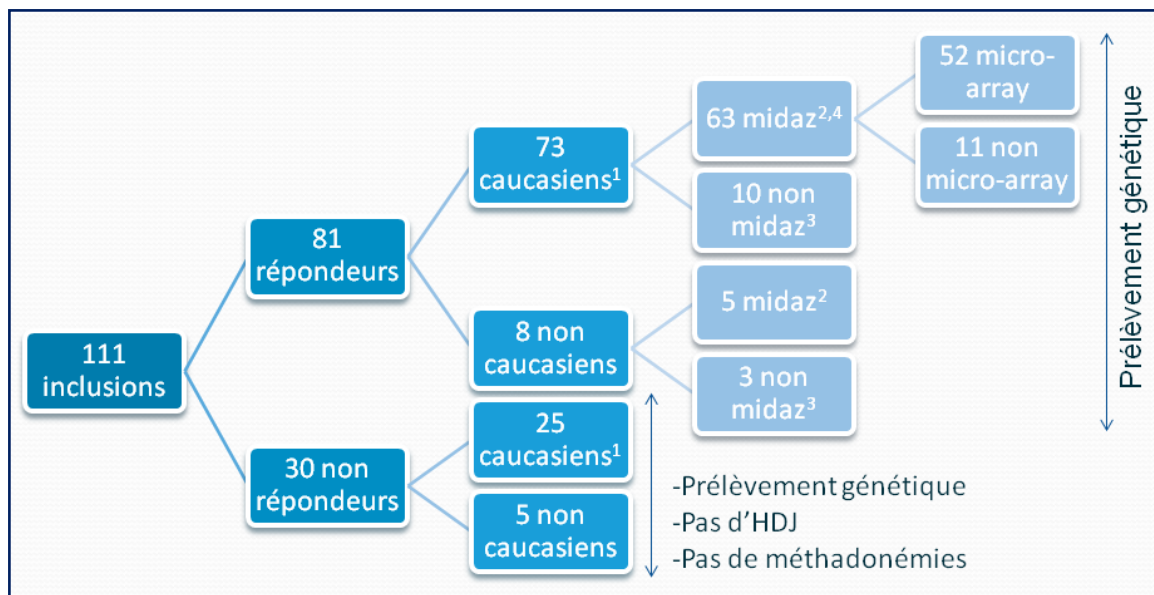 111
inclusions
81
répondeurs
30 non
répondeurs
73
caucasiens¹
8 non
caucasiens
25
caucasiens¹
5 non
caucasiens
63 midaz²,⁴
10 non
midaz³
5 midaz²
3 non
midaz³
52 micro-
array
11 non
micro-array
Prélèvement génétique
-Prélèvement génétique
-Pas d'HDJ
-Pas de méthadonémies